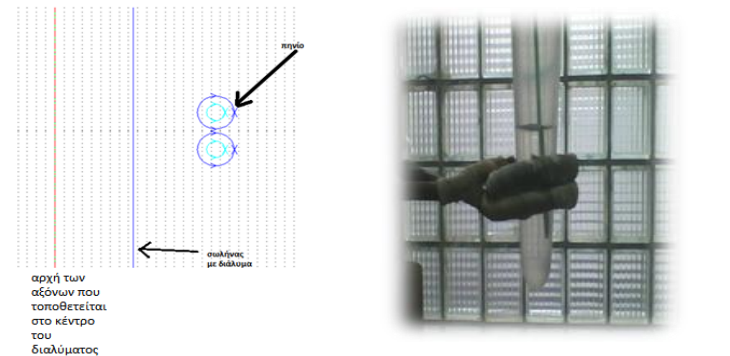 πηνίο
σωλήνας
με διάλυμα
αρχή των
αξόνων που
τοποθετείται
στο κέντρο
του
διαλύματος